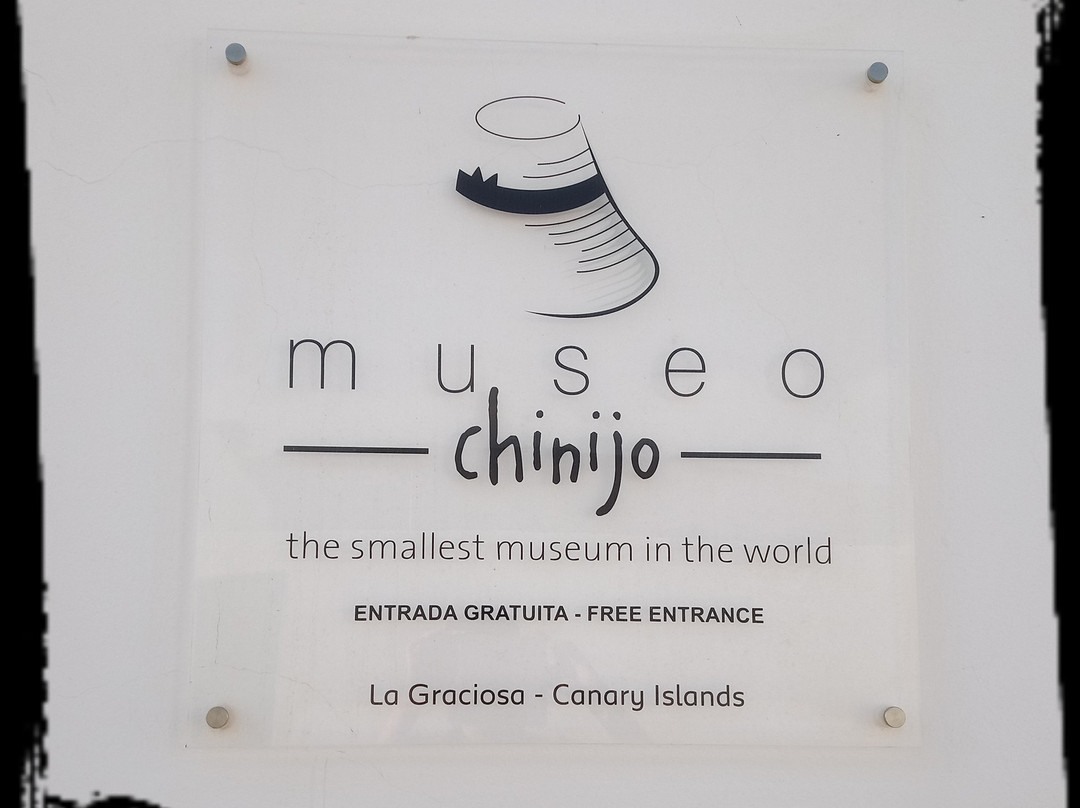 museo
chinijo
the smallest museum in the world
ENTRADA GRATUITA - FREE ENTRANCE
La Graciosa - Canary Islands